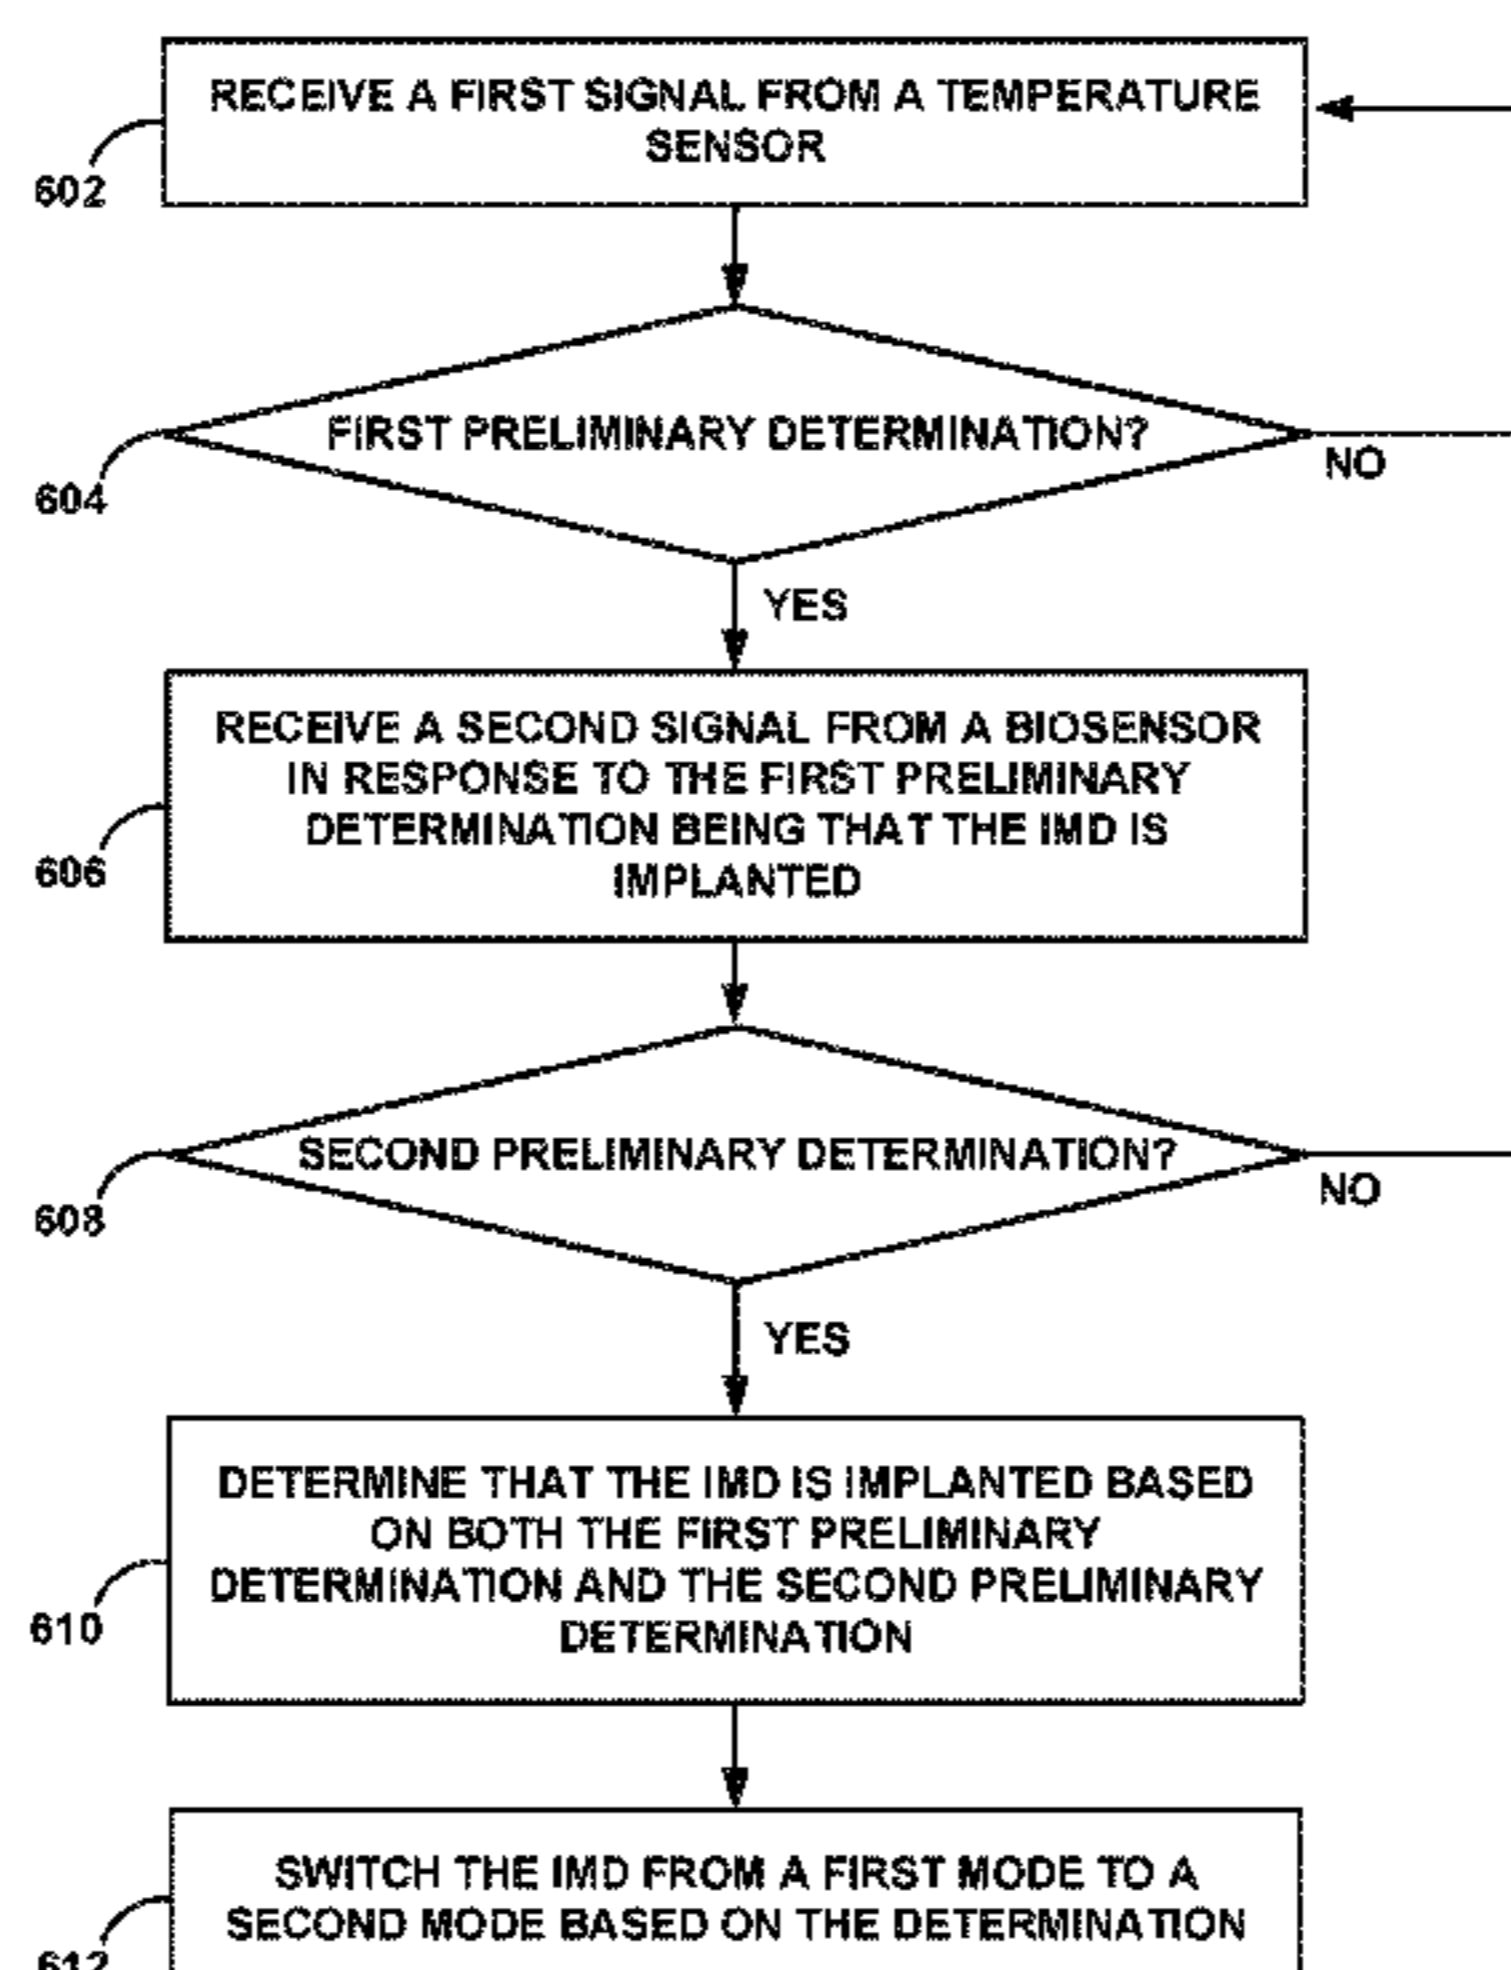 RECEIVE A FIRST SIGNAL FROM A TEMPERATURE
SENSOR
602
FIRST PRELIMINARY DETERMINATION?
NO
604
YES
RECEIVE A SECOND SIGNAL FROM A BIOSENSOR
IN RESPONSE TO THE FIRST PRELIMINARY
DETERMINATION BEING THAT THE IMD IS
IMPLANTED
606
SECOND PRELIMINARY DETERMINATION?
NO
608
YES
DETERMINE THAT THE IMD IS IMPLANTED BASED
ON BOTH THE FIRST PRELIMINARY
DETERMINATION AND THE SECOND PRELIMINARY
DETERMINATION
610
SWITCH THE IMD FROM A FIRST MODE TO A
SECOND MODE BASED ON THE DETERMINATION
612